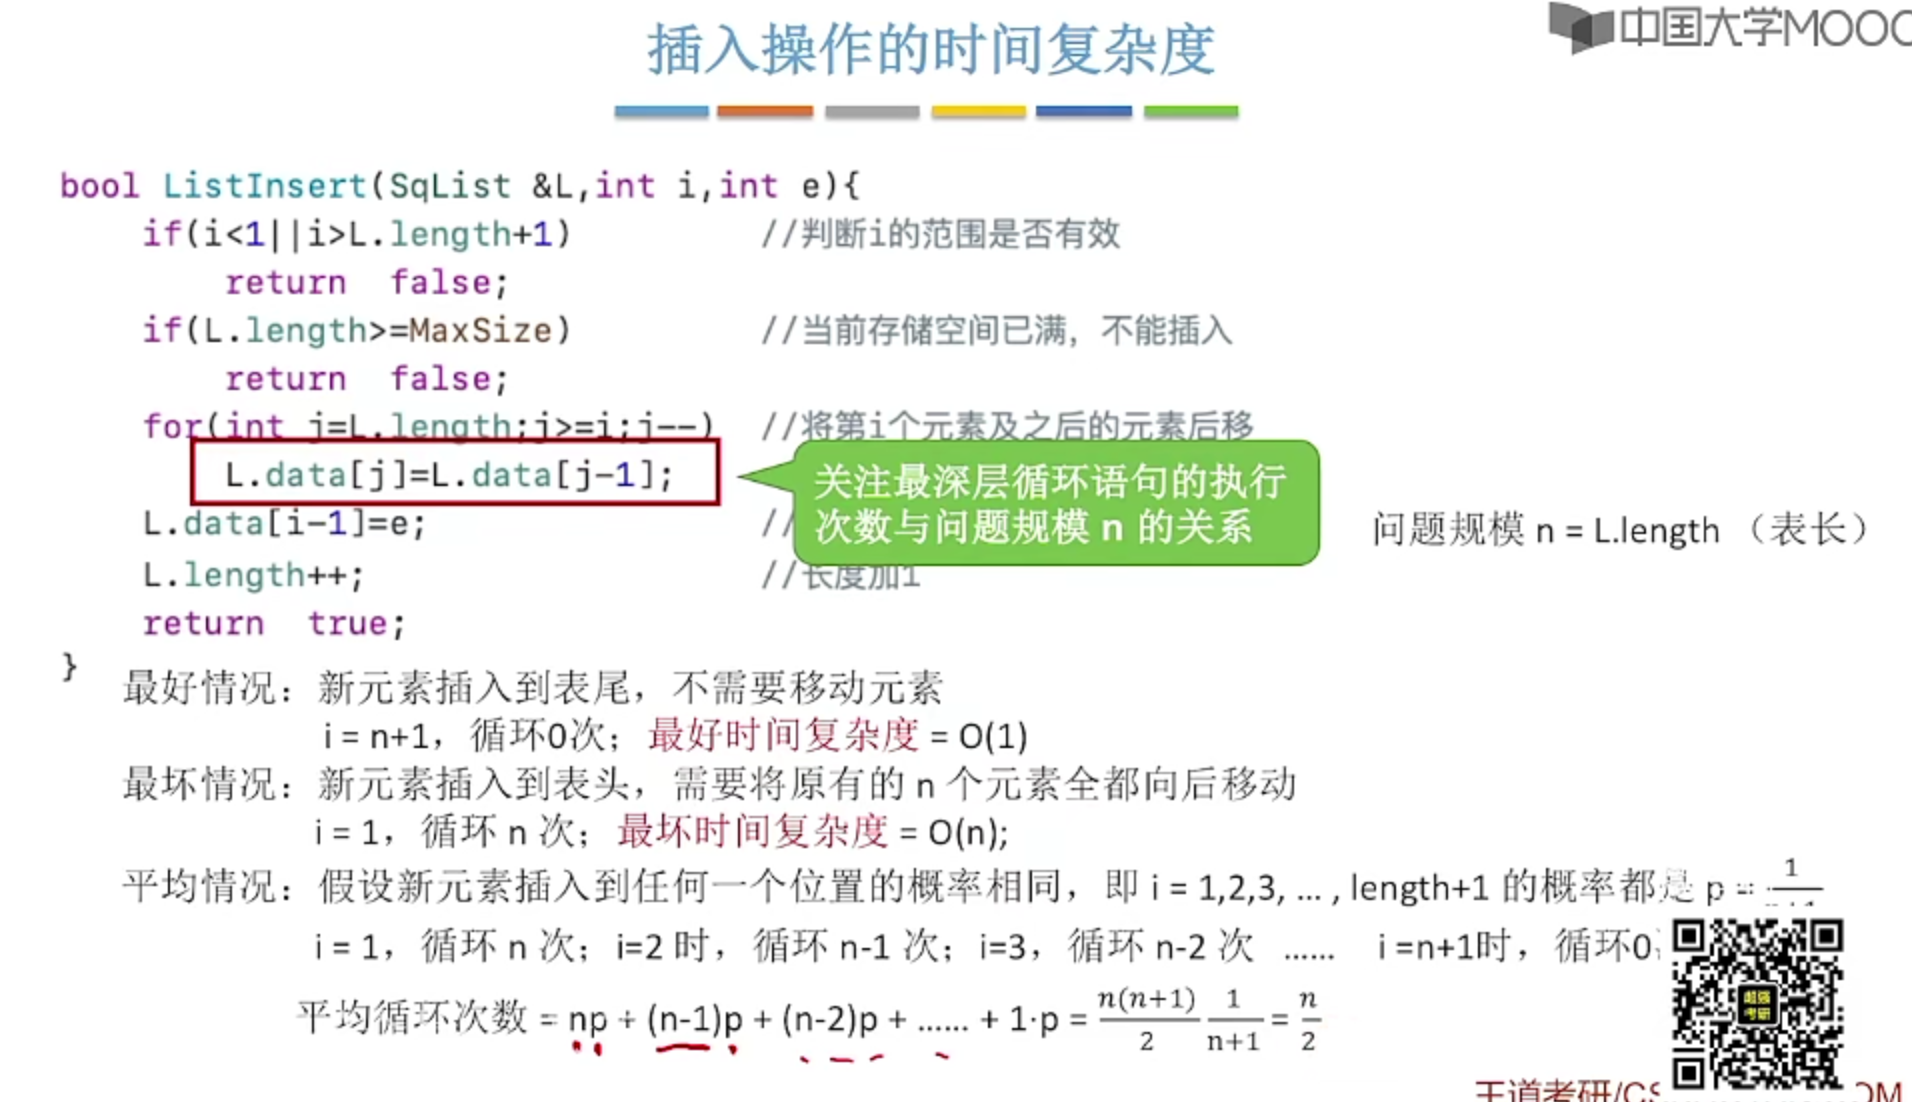 插入操作的时间复杂度
中国大学MOOC
bool ListInsert(SqList &L,int i,int e){
if(i<1||i>L.length+1) //判断i的范围是否有效
return false;
if(L.length>=MaxSize) //当前存储空间已满，不能插入
return false;
for(int j=L.length;j>=i;j--) //将第i个元素及之后的元素后移
L.data[j]=L.data[j-1];
关注最深层循环语句的执行
次数与问题规模 n 的关系
L.data[i-1]=e; //
问题规模 n = L.length （表长）
L.length++; //长度加1
return true;
}
最好情况：新元素插入到表尾，不需要移动元素
i = n+1，循环0次；最好时间复杂度 = O(1)
最坏情况：新元素插入到表头，需要将原有的 n 个元素全都向后移动
i = 1，循环 n 次；最坏时间复杂度 = O(n);
平均情况：假设新元素插入到任何一个位置的概率相同，即 i = 1,2,3, … , length+1 的概率都是 p = 1/n+1
i = 1，循环 n 次；i=2 时，循环 n-1 次；i=3，循环 n-2 次 …… i =n+1时，循环0
平均循环次数 = np + (n-1)p + (n-2)p + …… + 1·p = n(n+1)/2 1/n+1 = n/2
超强
考研
王道考研/CS